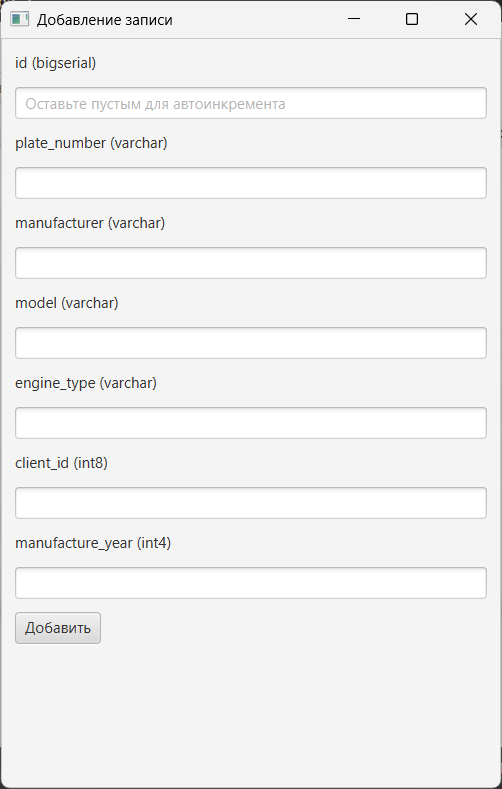 Добавление записи
id (bigserial)
Оставьте пустым для автоинкремента
plate_number (varchar)
manufacturer (varchar)
model (varchar)
engine_type (varchar)
client_id (int8)
manufacture_year (int4)
Добавить